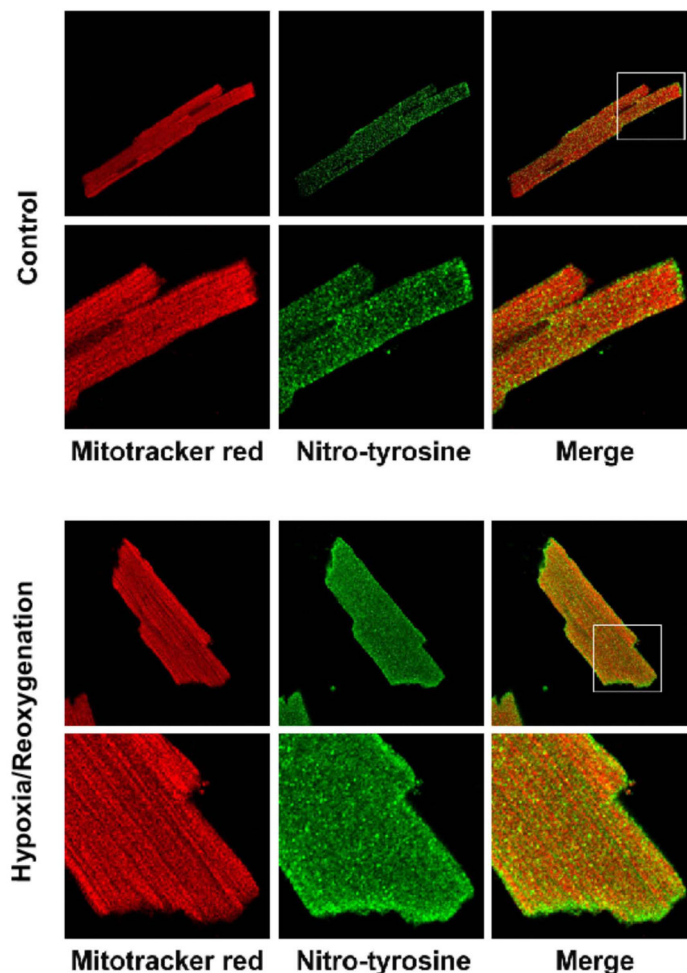 Control
Mitotracker red Nitro-tyrosine Merge
Hypoxia/Reoxygenation
Mitotracker red Nitro-tyrosine Merge